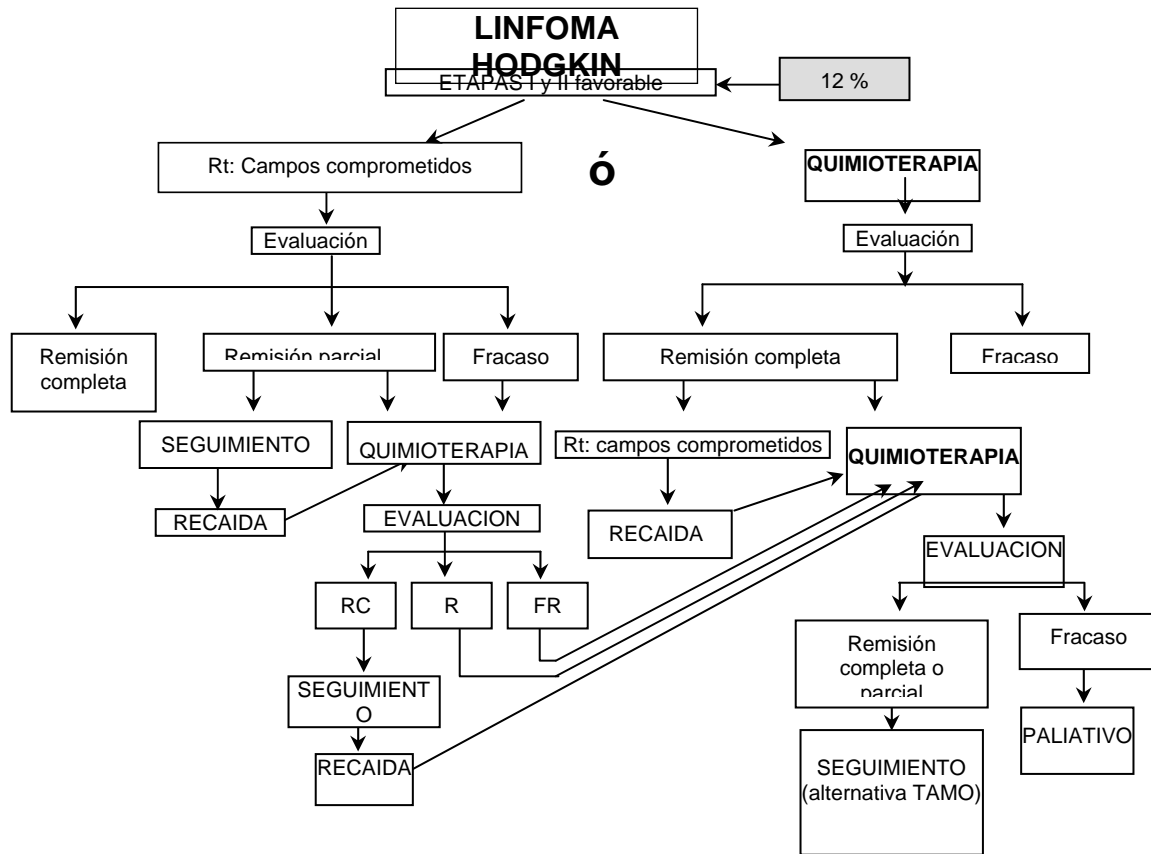 LINFOMA
HODGKIN
ETAPAS I y II favorable
12 %
Rt: Campos comprometidos
ó
QUIMIOTERAPIA
Evaluación
Evaluación
Remisión
completa
Remisión parcial
Fracaso
Remisión completa
Fracaso
SEGUIMIENTO
QUIMIOTERAPIA
Rt: campos comprometidos
QUIMIOTERAPIA
RECAIDA
EVALUACION
RECAIDA
EVALUACION
RC
R
FR
Remisión
completa o
parcial
Fracaso
SEGUIMIENT
O
PALIATIVO
RECAIDA
SEGUIMIENTO
(alternativa TAMO)